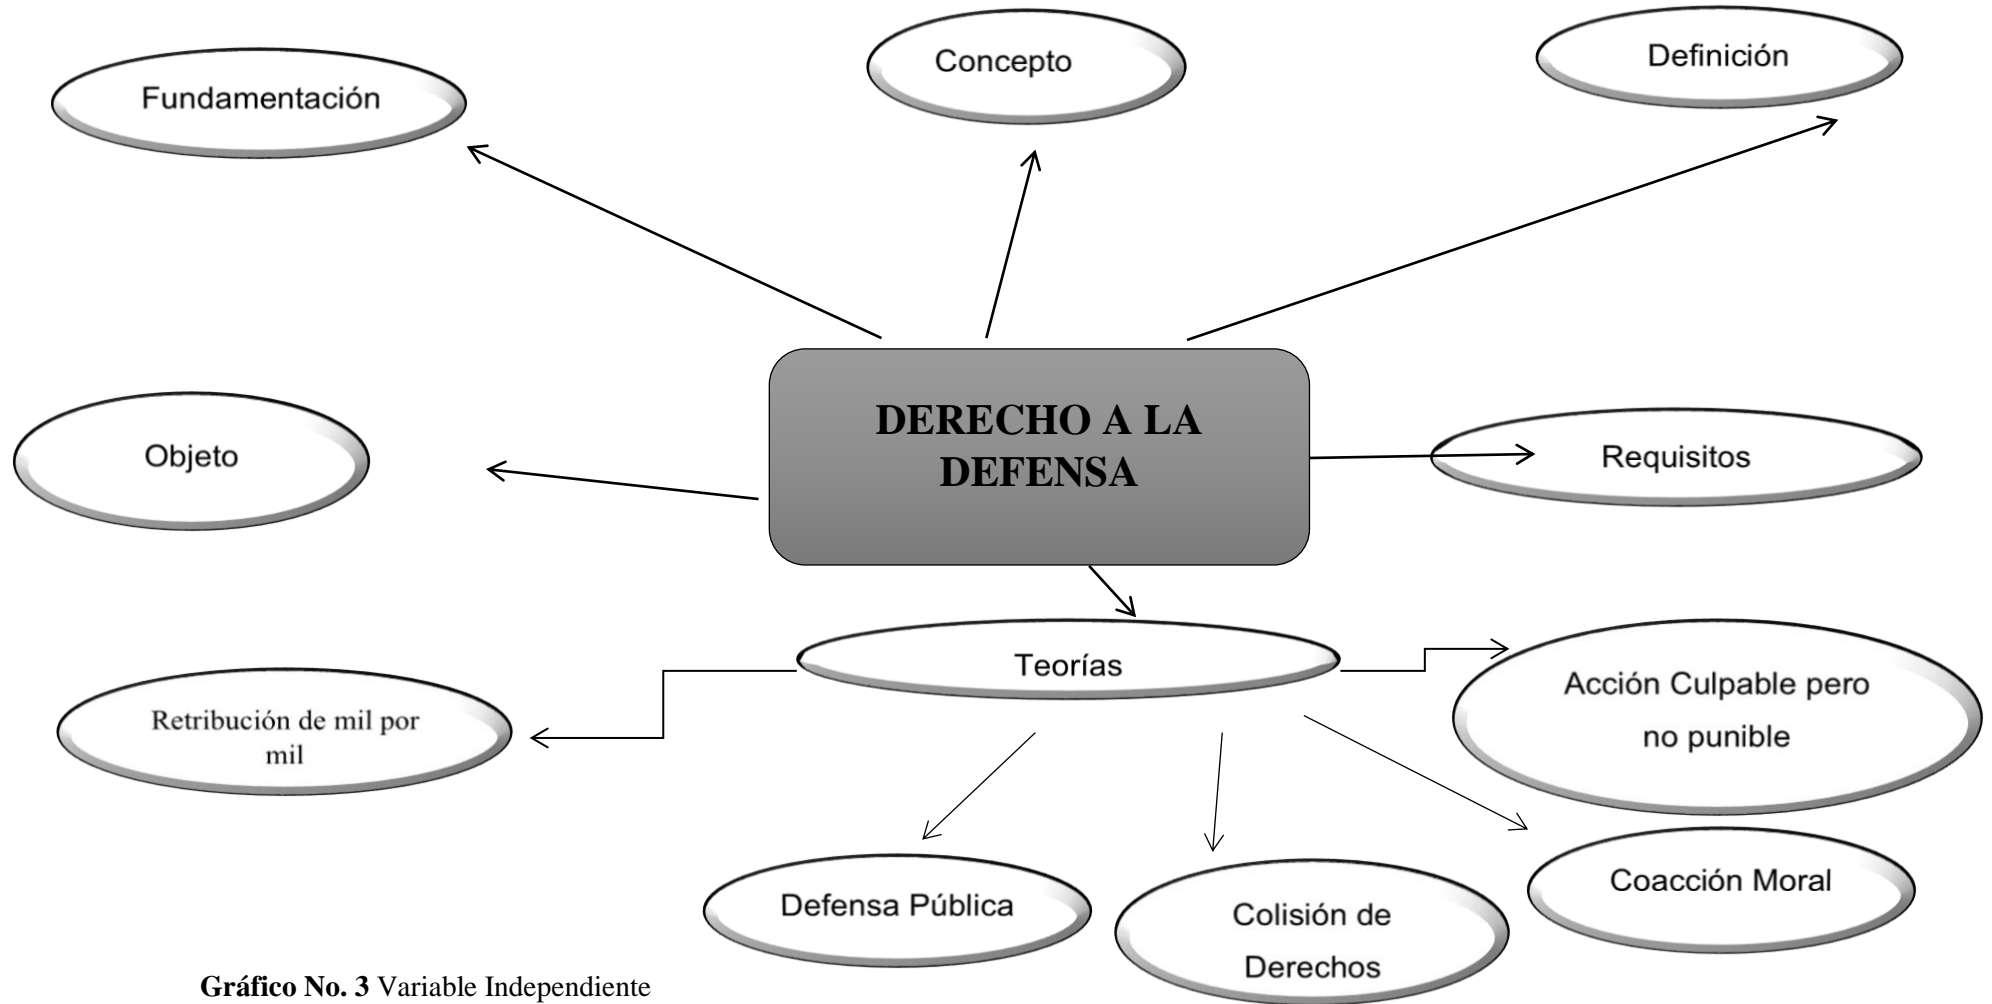 Fundamentación
Concepto
Definición
DERECHO A LA
DEFENSA
Objeto
Requisitos
Teorías
Retribución de mil por
mil
Acción Culpable pero
no punible
Defensa Pública
Colisión de
Derechos
Coacción Moral
Gráfico No. 3 Variable Independiente